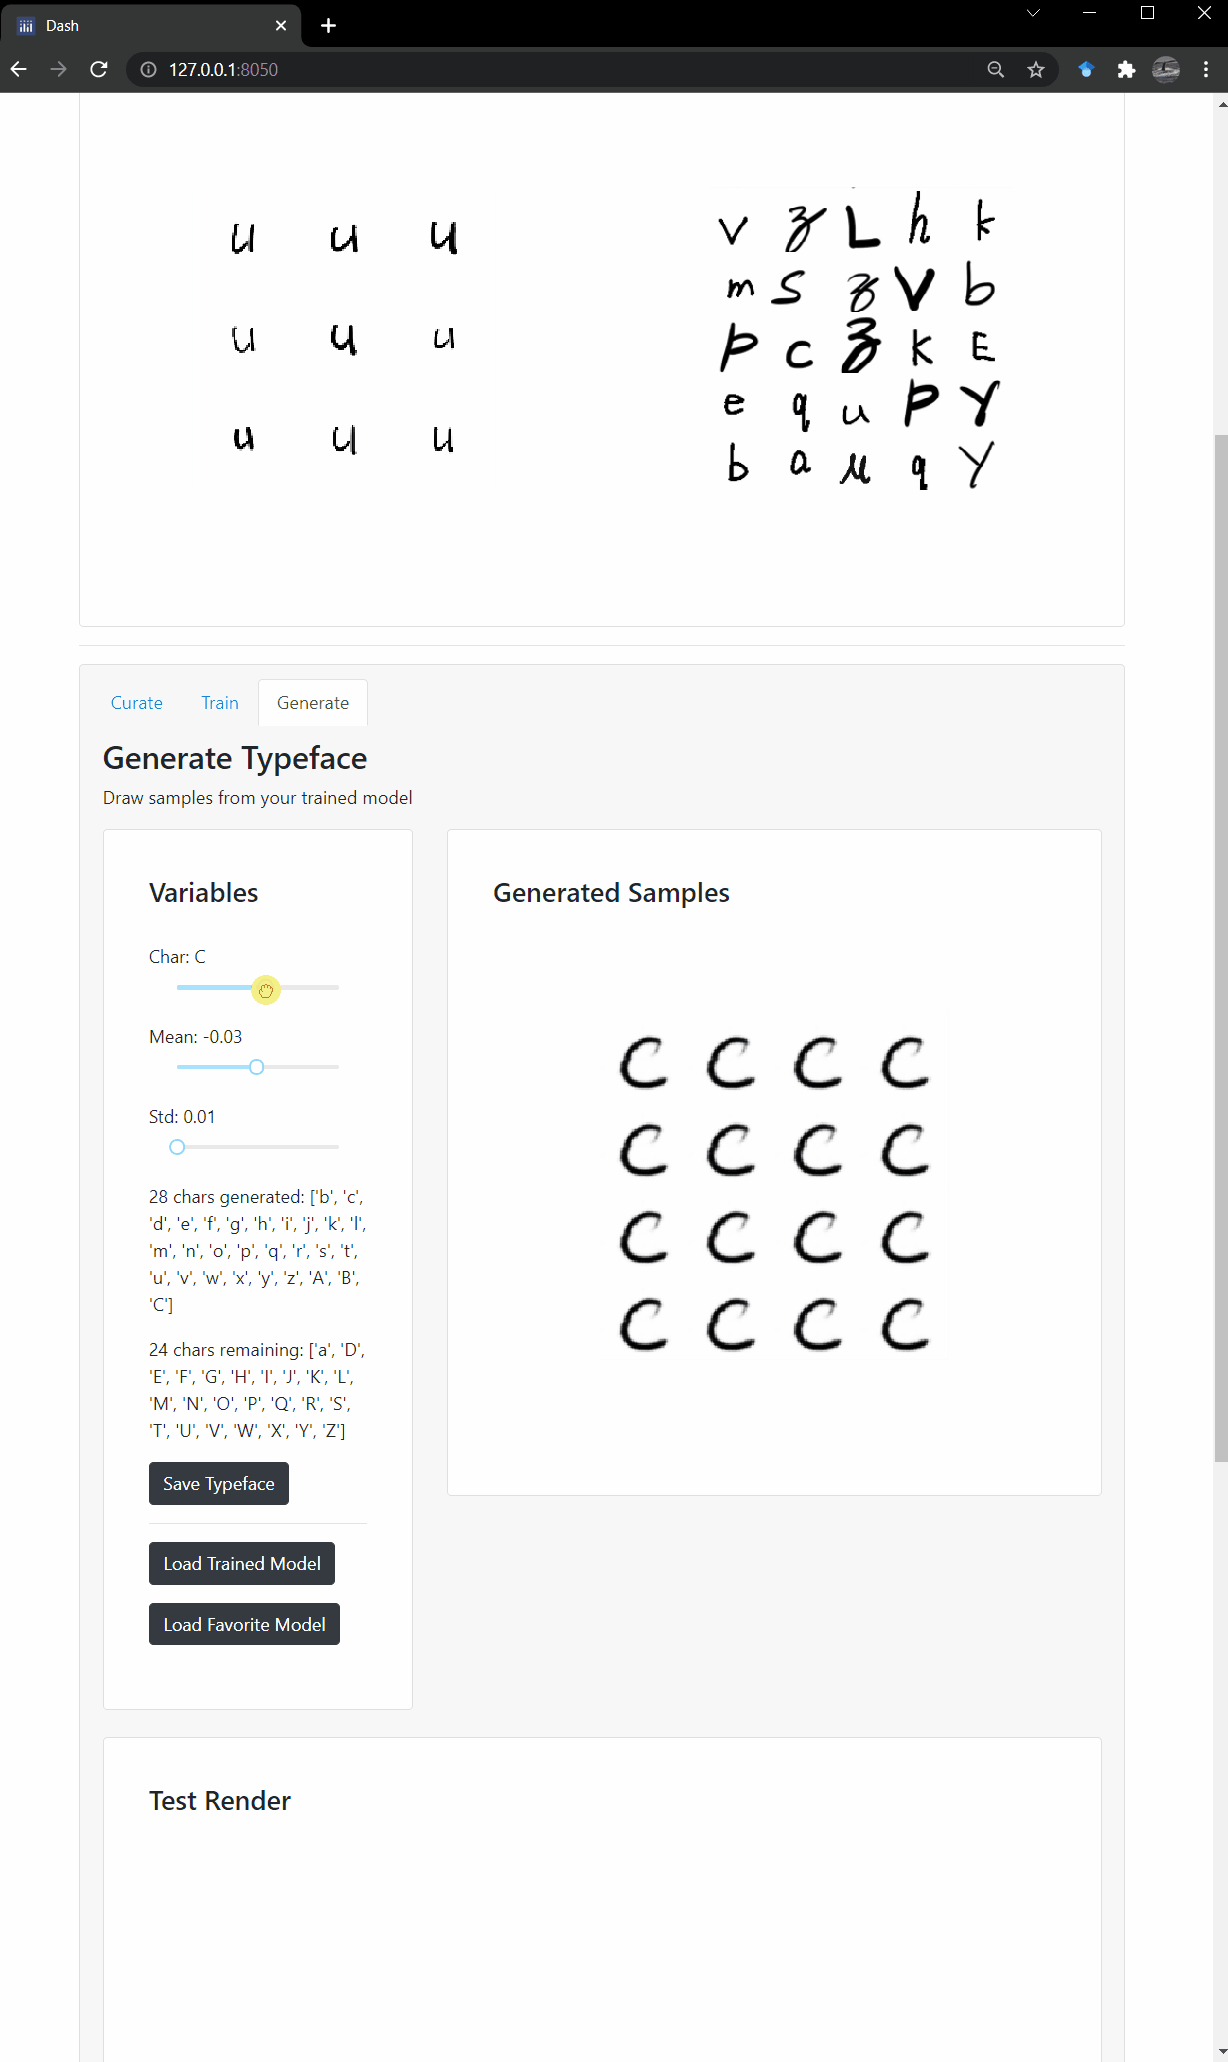 Dash
127.0.0.1:8050
u u u
u u u
u u u
v z L h k
m s z V b
p c z k E
e q u p Y
b a u q Y
Curate Train Generate
Generate Typeface
Draw samples from your trained model
Variables
Char: C
Mean: -0.03
Std: 0.01
28 chars generated: ['b', 'c',
'd', 'e', 'f', 'g', 'h', 'i', 'j', 'k', 'l',
'm', 'n', 'o', 'p', 'q', 'r', 's', 't',
'u', 'v', 'w', 'x', 'y', 'z', 'A', 'B',
'C']
24 chars remaining: ['a', 'D',
'E', 'F', 'G', 'H', 'I', 'J', 'K', 'L',
'M', 'N', 'O', 'P', 'Q', 'R', 'S',
'T', 'U', 'V', 'W', 'X', 'Y', 'Z']
Save Typeface
Load Trained Model
Load Favorite Model
Generated Samples
C C C C
C C C C
C C C C
C C C C
Test Render